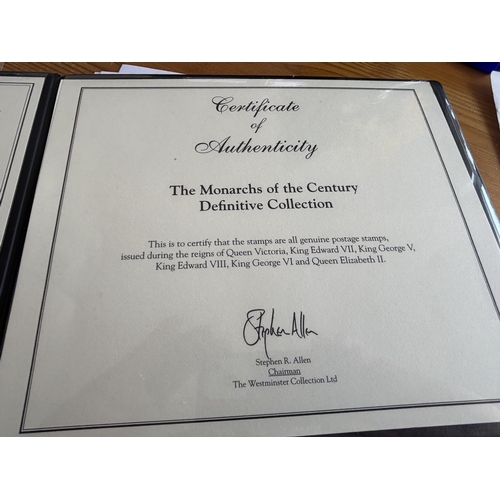 Certificate
of
Authenticity
The Monarchs of the Century
Definitive Collection
This is to certify that the stamps are all genuine postage stamps,
issued during the reigns of Queen Victoria, King Edward VII, King George V,
King Edward VIII, King George VI and Queen Elizabeth II.
Stephen Allen
Stephen R. Allen
Chairman
The Westminster Collection Ltd